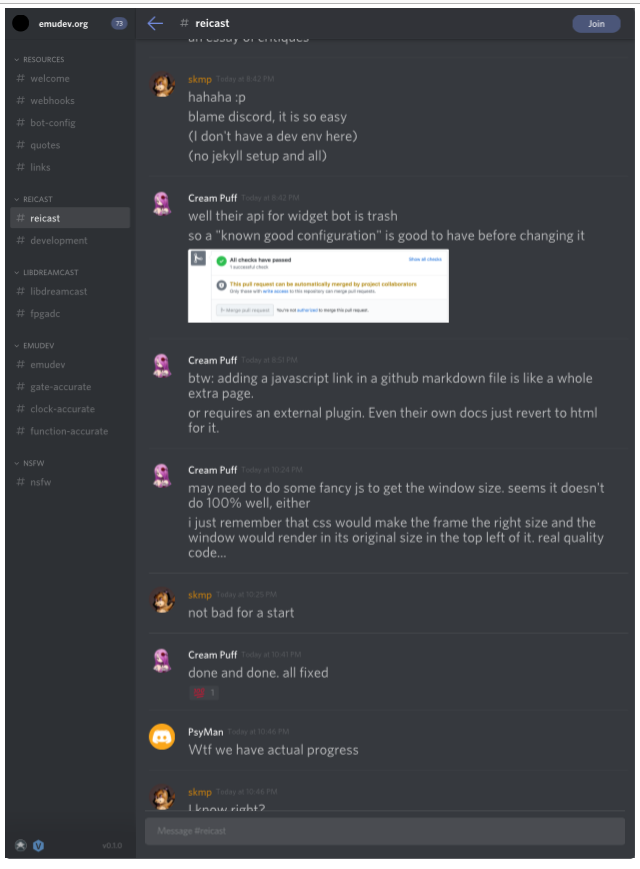 emudev.org
73
# reicast
Join
RESOURCES
# welcome
# webhooks
# bot-config
# quotes
# links
REICAST
# reicast
# development
LIBDREAMCAST
# libdreamcast
# fpgadc
EMUDEV
# emudev
# gate-accurate
# clock-accurate
# function-accurate
NSFW
# nsfw
v0.1.0
an essay of critiques
skmp Today at 8:42 PM
hahaha :p
blame discord, it is so easy
(I don't have a dev env here)
(no jekyll setup and all)
Cream Puff Today at 8:42 PM
well their api for widget bot is trash
so a "known good configuration" is good to have before changing it
All checks have passed
1 successful check
Show all checks
This pull request can be automatically merged by project collaborators
Only those with write access to this repository can merge pull requests.
Merge pull request
You're not authorized to merge this pull request.
Cream Puff Today at 8:51 PM
btw: adding a javascript link in a github markdown file is like a whole
extra page.
or requires an external plugin. Even their own docs just revert to html
for it.
Cream Puff Today at 10:24 PM
may need to do some fancy js to get the window size. seems it doesn't
do 100% well, either
i just remember that css would make the frame the right size and the
window would render in its original size in the top left of it. real quality
code...
skmp Today at 10:25 PM
not bad for a start
Cream Puff Today at 10:41 PM
done and done. all fixed
1
PsyMan Today at 10:46 PM
Wtf we have actual progress
skmp Today at 10:46 PM
I know right?
Message #reicast